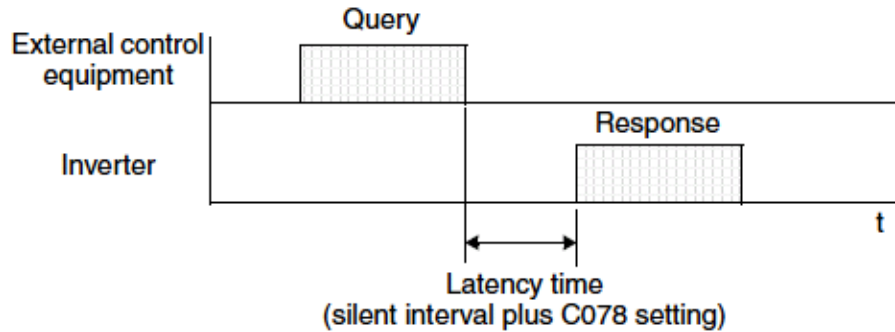 Query
External control
equipment
Response
Inverter
t
Latency time
(silent interval plus C078 setting)